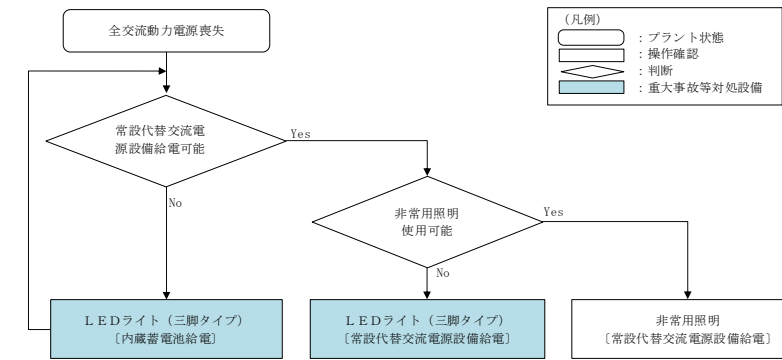 全交流動力電源喪失
（凡例）
：プラント状態
：操作確認
：判断
：重大事故等対処設備
常設代替交流電
源設備給電可能
Yes
No
非常用照明
使用可能
Yes
No
ＬＥＤライト（三脚タイプ）
〔内蔵蓄電池給電〕
ＬＥＤライト（三脚タイプ）
〔常設代替交流電源設備給電〕
非常用照明
〔常設代替交流電源設備給電〕